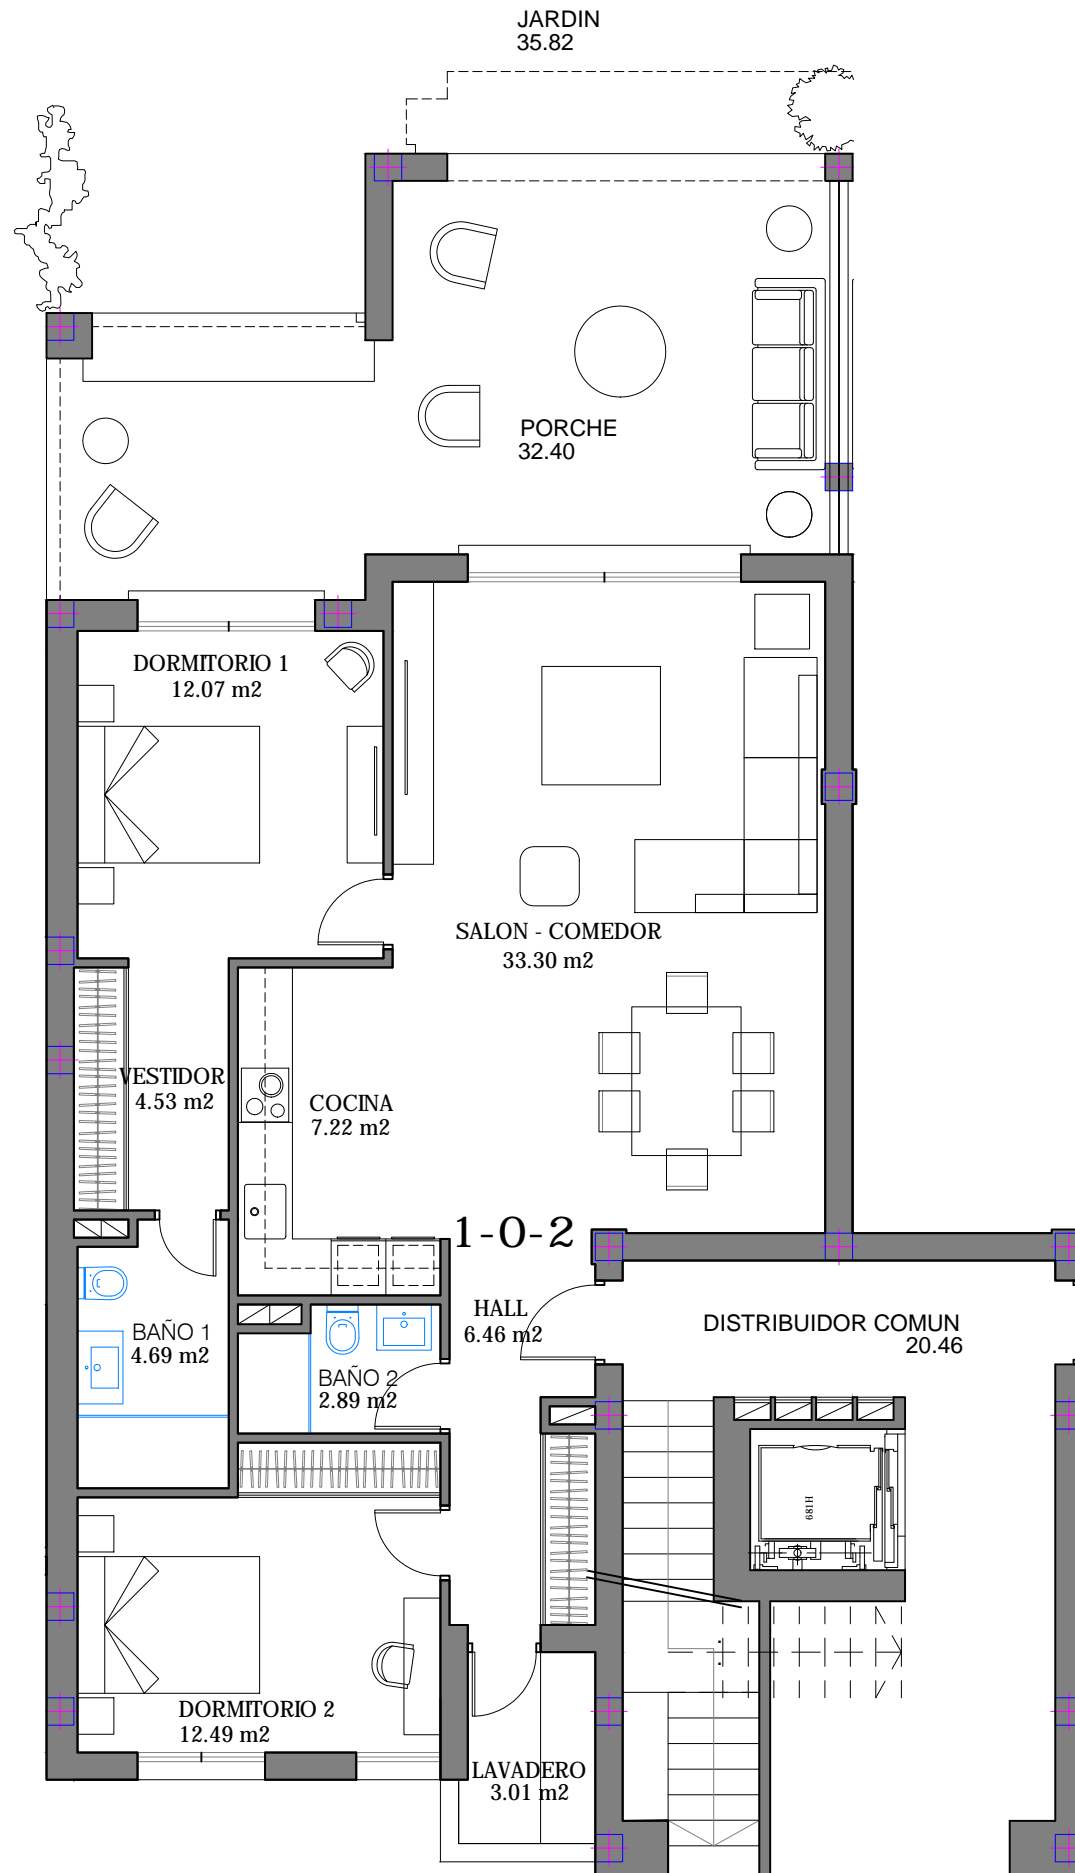 JARDIN
35.82
PORCHE
32.40
DORMITORIO 1
12.07 m2
SALON - COMEDOR
33.30 m2
VESTIDOR
4.53 m2
COCINA
7.22 m2
1-0-2
HALL
6.46 m2
BAÑO 1
4.69 m2
BAÑO 2
2.89 m2
DISTRIBUIDOR COMUN
20.46
681H
DORMITORIO 2
12.49 m2
LAVADERO
3.01 m2